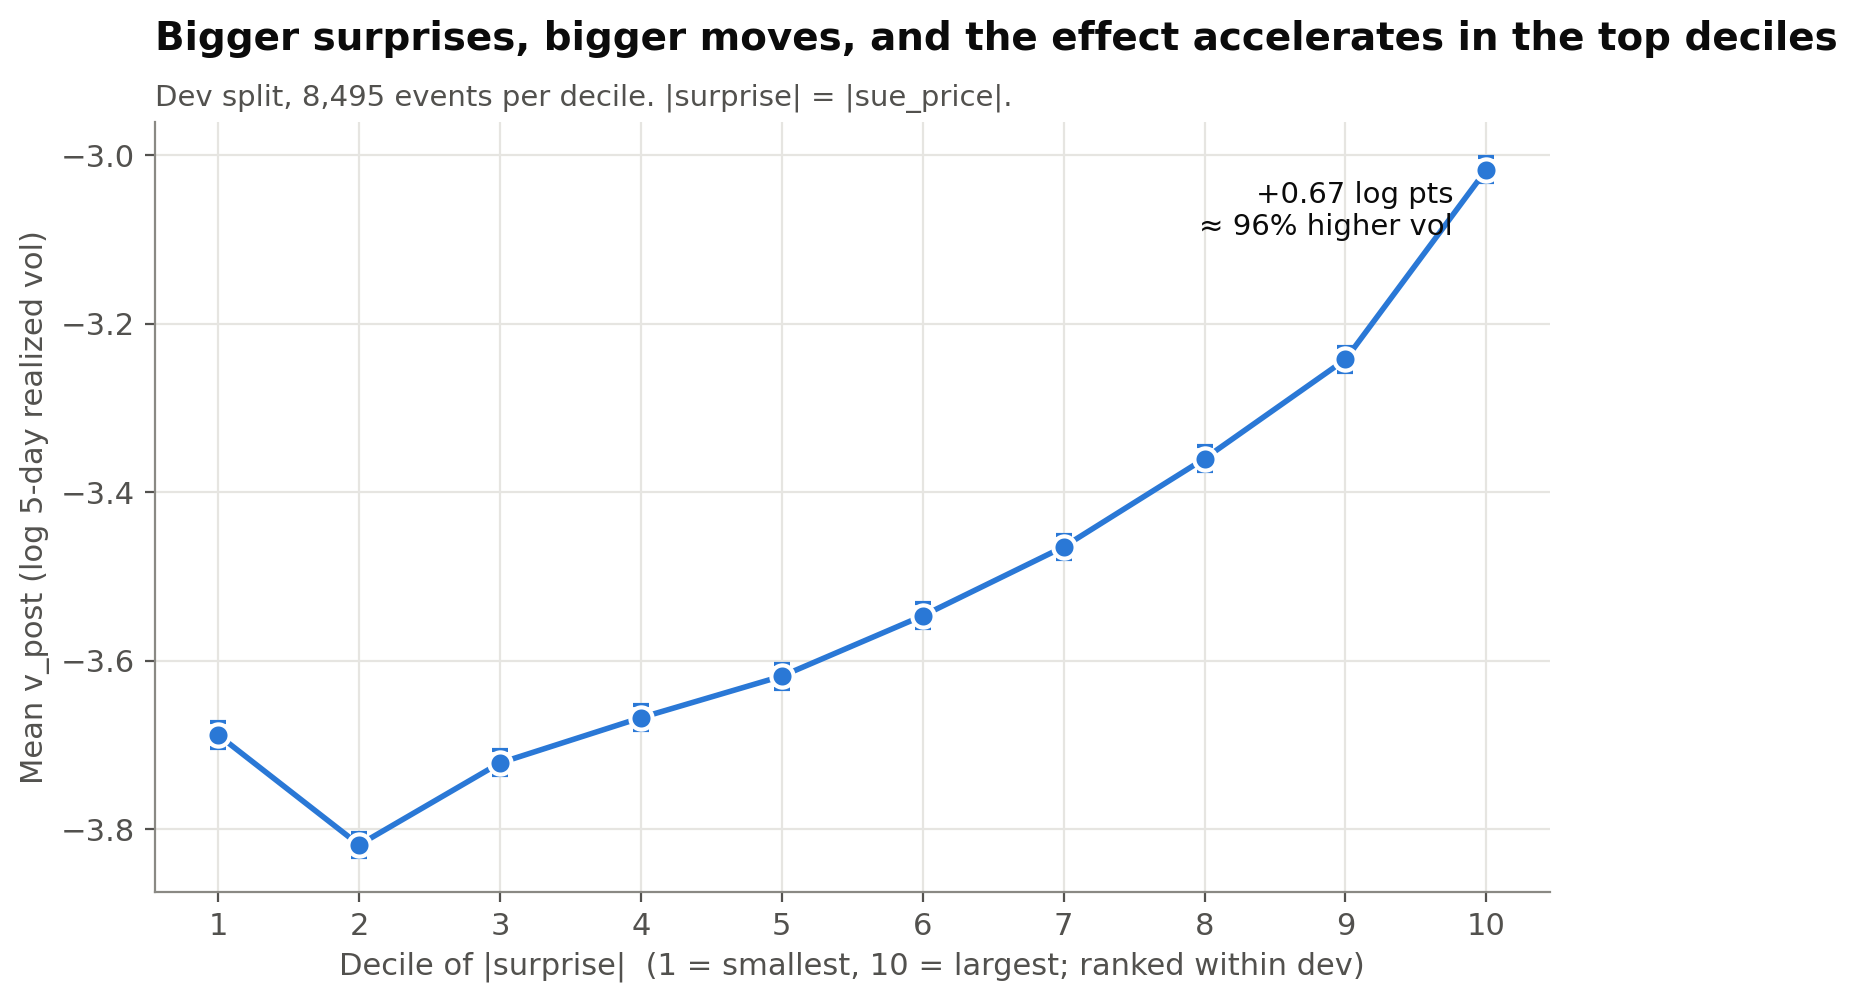 Bigger surprises, bigger moves, and the effect accelerates in the top deciles
Dev split, 8,495 events per decile. |surprise| = |sue_price|.
Mean v_post (log 5-day realized vol)
−3.0
−3.2
−3.4
−3.6
−3.8
+0.67 log pts
≈ 96% higher vol
1 2 3 4 5 6 7 8 9 10
Decile of |surprise|  (1 = smallest, 10 = largest; ranked within dev)